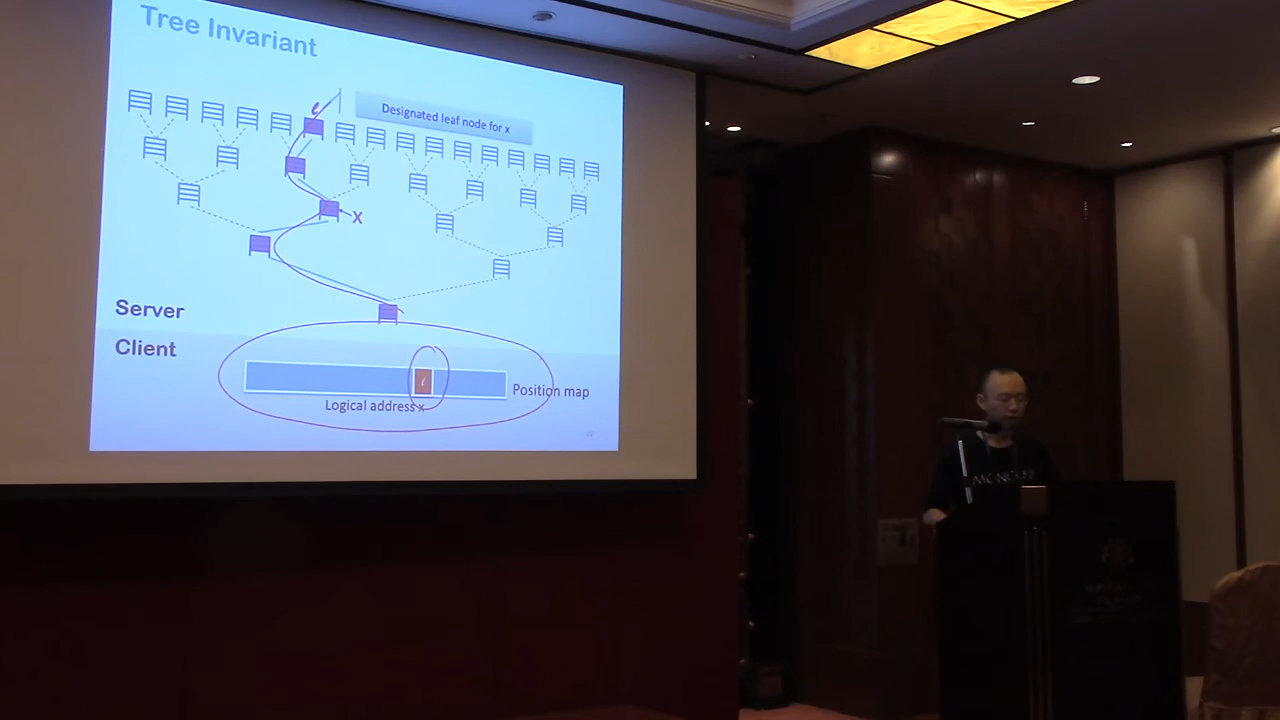 Tree Invariant
ℓ
Designated leaf node for x
X
Server
Client
ℓ
Position map
Logical address x